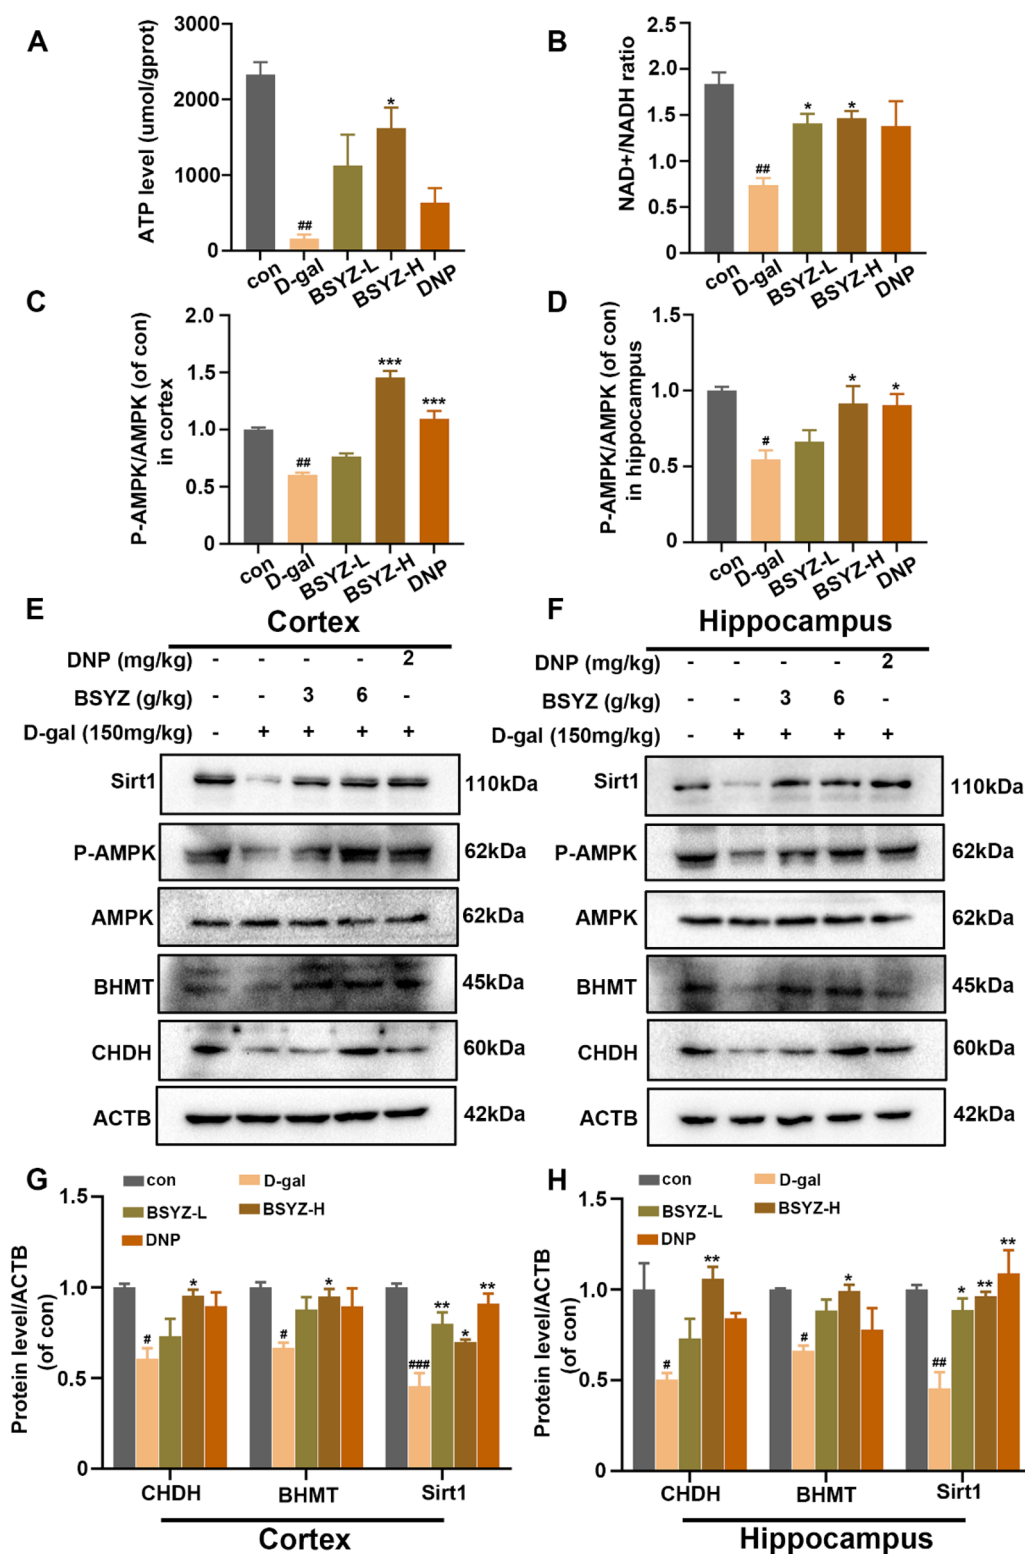 A
ATP level (umol/gprot)
3000
2000
1000
0
##
*
con
D-gal
BSYZ-L
BSYZ-H
DNP
B
NAD+/NADH ratio
2.5
2.0
1.5
1.0
0.5
0
##
*
*
con
D-gal
BSYZ-L
BSYZ-H
DNP
C
P-AMPK/AMPK (of con)
in cortex
2.0
1.5
1.0
0.5
0
##
***
***
con
D-gal
BSYZ-L
BSYZ-H
DNP
D
P-AMPK/AMPK (of con)
in hippocampus
1.5
1.0
0.5
0
#
*
*
con
D-gal
BSYZ-L
BSYZ-H
DNP
E
Cortex
DNP (mg/kg) - - - - 2
BSYZ (g/kg) - - 3 6 -
D-gal (150mg/kg) - + + + +
Sirt1 110kDa
P-AMPK 62kDa
AMPK 62kDa
BHMT 45kDa
CHDH 60kDa
ACTB 42kDa
F
Hippocampus
DNP (mg/kg) - - - - 2
BSYZ (g/kg) - - 3 6 -
D-gal (150mg/kg) - + + + +
Sirt1 110kDa
P-AMPK 62kDa
AMPK 62kDa
BHMT 45kDa
CHDH 60kDa
ACTB 42kDa
G
con
D-gal
BSYZ-L
BSYZ-H
DNP
Protein level/ACTB
(of con)
1.5
1.0
0.5
0
#
*
#
*
###
**
*
**
CHDH
BHMT
Sirt1
Cortex
H
con
D-gal
BSYZ-L
BSYZ-H
DNP
Protein level/ACTB
(of con)
1.5
1.0
0.5
0
#
**
#
*
##
*
**
**
CHDH
BHMT
Sirt1
Hippocampus